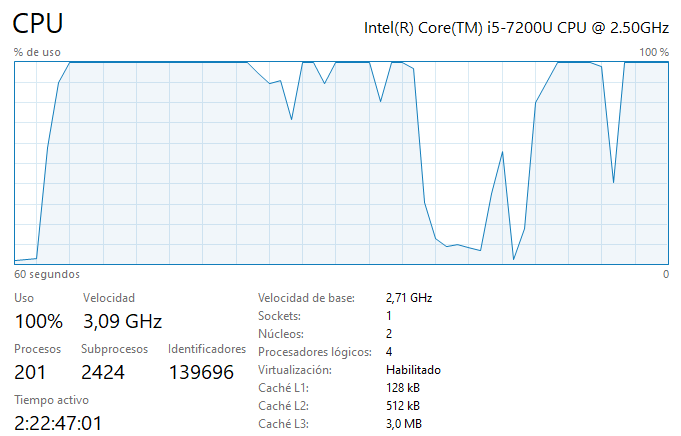 CPU
Intel(R) Core(TM) i5-7200U CPU @ 2.50GHz
% de uso
100 %
60 segundos
0
Uso
Velocidad
100%
3,09 GHz
Procesos
Subprocesos
Identificadores
201
2424
139696
Tiempo activo
2:22:47:01
Velocidad de base: 2,71 GHz
Sockets: 1
Núcleos: 2
Procesadores lógicos: 4
Virtualización: Habilitado
Caché L1: 128 kB
Caché L2: 512 kB
Caché L3: 3,0 MB